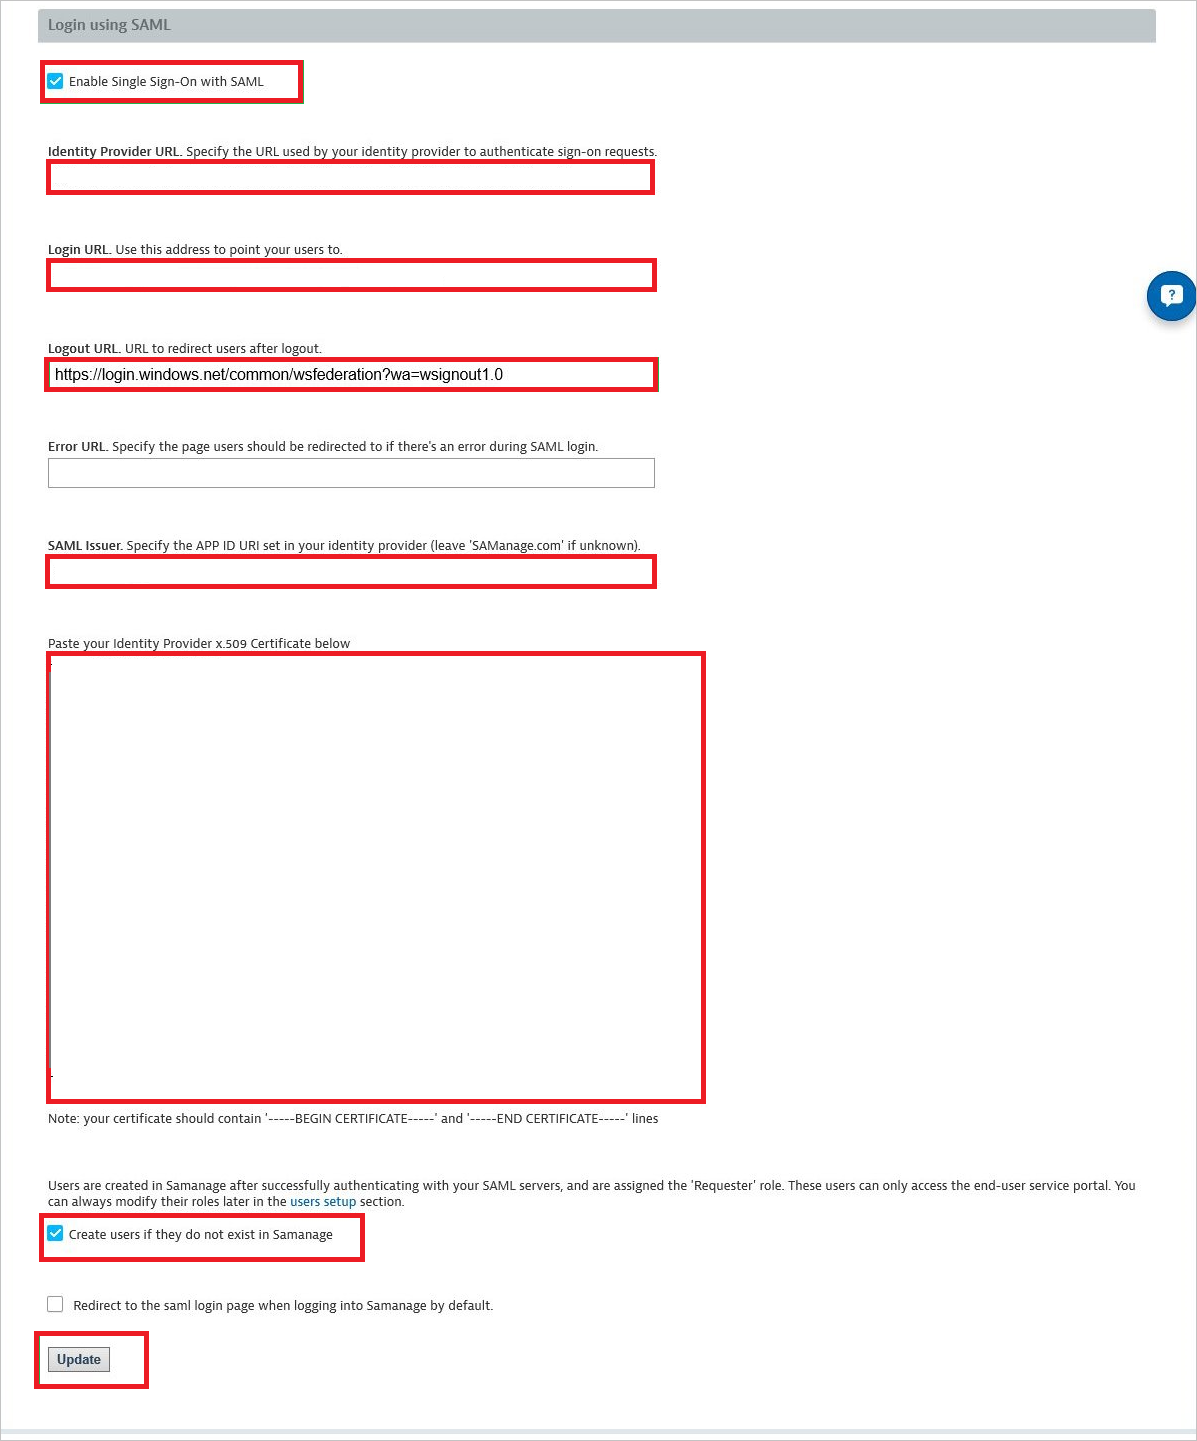 Login using SAML
Enable Single Sign-On with SAML
Identity Provider URL. Specify the URL used by your identity provider to authenticate sign-on requests.
Login URL. Use this address to point your users to.
Logout URL. URL to redirect users after logout.
https://login.windows.net/common/wsfederation?wa=wsignout1.0
Error URL. Specify the page users should be redirected to if there's an error during SAML login.
SAML Issuer. Specify the APP ID URI set in your identity provider (leave 'SAManage.com' if unknown).
Paste your Identity Provider x.509 Certificate below
Note: your certificate should contain '-----BEGIN CERTIFICATE-----' and '-----END CERTIFICATE-----' lines
Users are created in Samanage after successfully authenticating with your SAML servers, and are assigned the 'Requester' role. These users can only access the end-user service portal. You
can always modify their roles later in the users setup section.
Create users if they do not exist in Samanage
Redirect to the saml login page when logging into Samanage by default.
Update